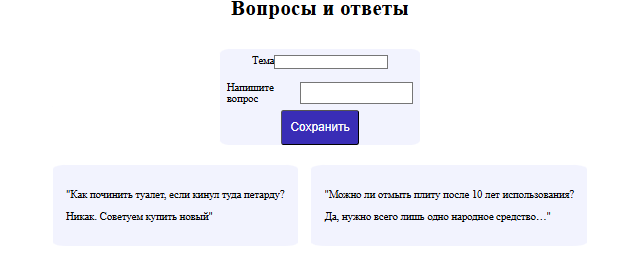 Вопросы и ответы
Тема
Напишите
вопрос
Сохранить
"Как починить туалет, если кинул туда петарду?
Никак. Советуем купить новый"
"Можно ли отмыть плиту после 10 лет использования?
Да, нужно всего лишь одно народное средство…"